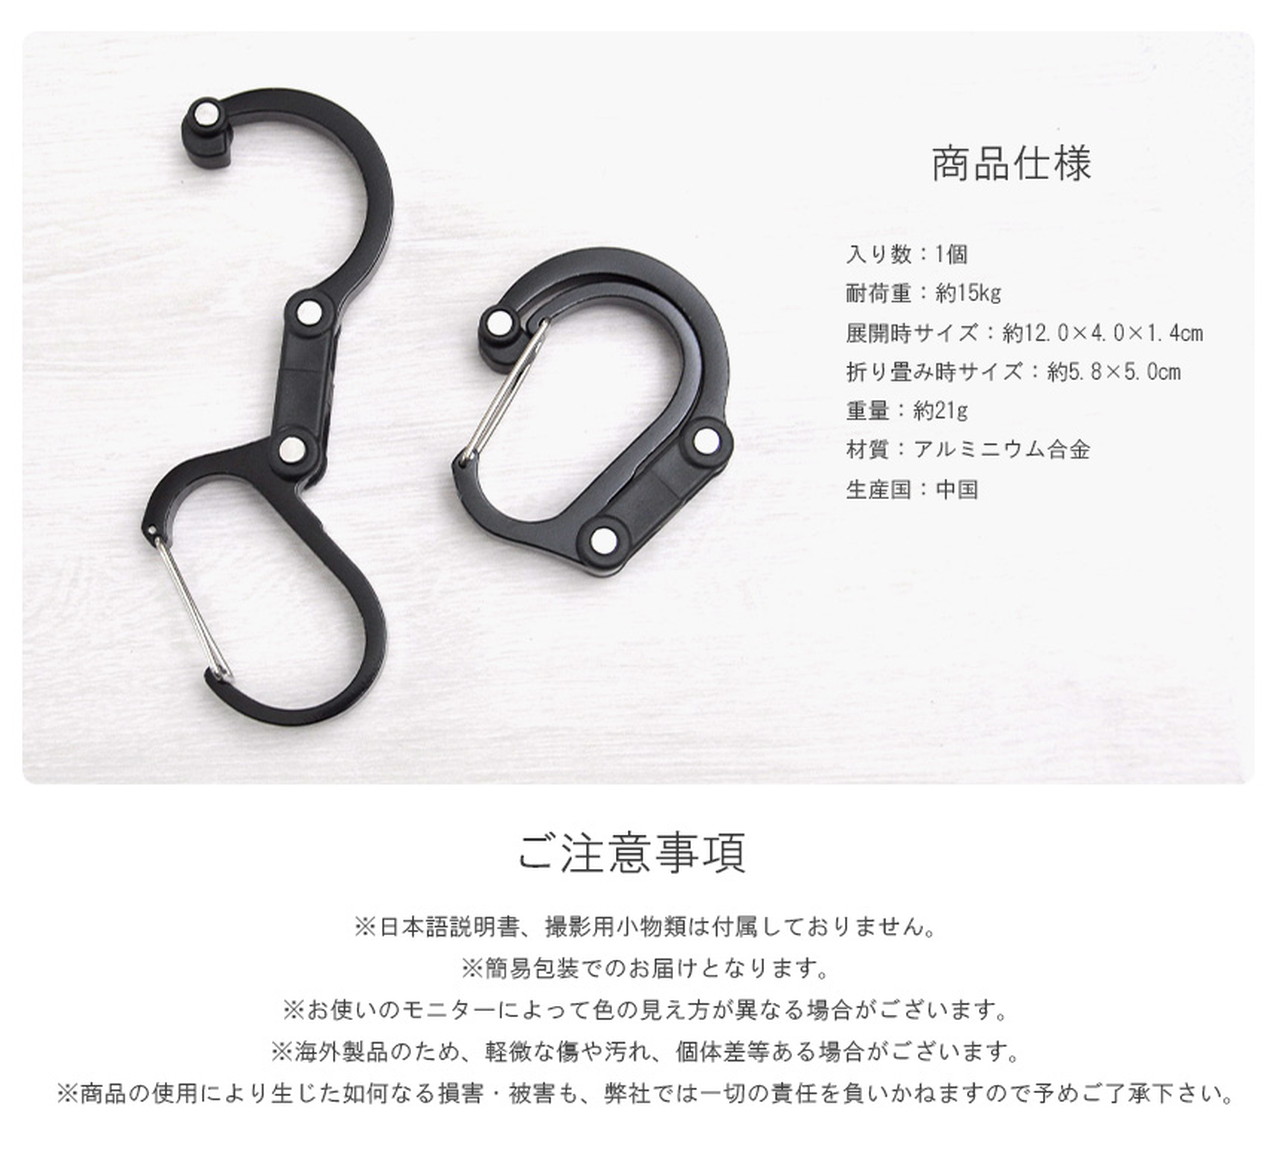 商品仕様
入り数：1個
耐荷重：約15kg
展開時サイズ：約12.0×4.0×1.4cm
折り畳み時サイズ：約5.8×5.0cm
重量：約21g
材質：アルミニウム合金
生産国：中国
ご注意事項
※日本語説明書、撮影用小物類は付属しておりません。
※簡易包装でのお届けとなります。
※お使いのモニターによって色の見え方が異なる場合がございます。
※海外製品のため、軽微な傷や汚れ、個体差等ある場合がございます。
※商品の使用により生じた如何なる損害・被害も、弊社では一切の責任を負いかねますので予めご了承下さい。